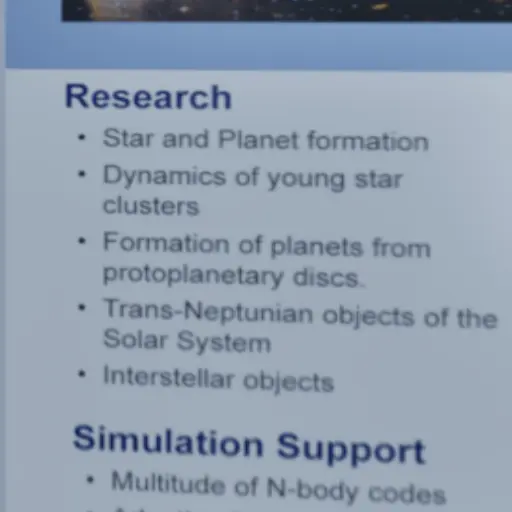 Research
• Star and Planet formation
• Dynamics of young star
clusters
• Formation of planets from
protoplanetary discs.
• Trans-Neptunian objects of the
Solar System
• Interstellar objects
Simulation Support
• Multitude of N-body codes